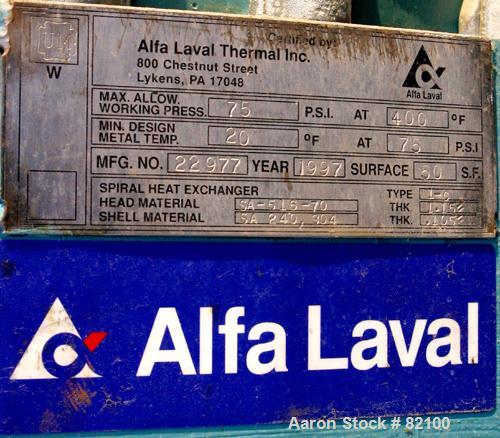 Certified by:
Alfa Laval Thermal Inc.
800 Chestnut Street
Lykens, PA 17048
W
Alfa Laval
MAX. ALLOW.
WORKING PRESS. 75 P.S.I. AT 400 °F
MIN. DESIGN
METAL TEMP. 20 °F AT 75 P.S.I
MFG. NO. 22977 YEAR 1997 SURFACE 50 S.F.
SPIRAL HEAT EXCHANGER TYPE
HEAD MATERIAL SA-516-70 THK
SHELL MATERIAL SA 240, 304 THK.
Alfa Laval
Aaron Stock # 82100